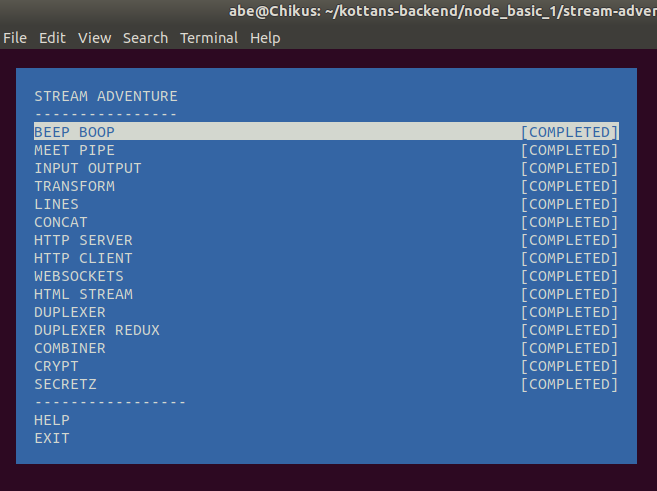 abe@Chikus: ~/kottans-backend/node_basic_1/stream-adver
File Edit View Search Terminal Help
STREAM ADVENTURE
----------------
BEEP BOOP [COMPLETED]
MEET PIPE [COMPLETED]
INPUT OUTPUT [COMPLETED]
TRANSFORM [COMPLETED]
LINES [COMPLETED]
CONCAT [COMPLETED]
HTTP SERVER [COMPLETED]
HTTP CLIENT [COMPLETED]
WEBSOCKETS [COMPLETED]
HTML STREAM [COMPLETED]
DUPLEXER [COMPLETED]
DUPLEXER REDUX [COMPLETED]
COMBINER [COMPLETED]
CRYPT [COMPLETED]
SECRETZ [COMPLETED]
-----------------
HELP
EXIT